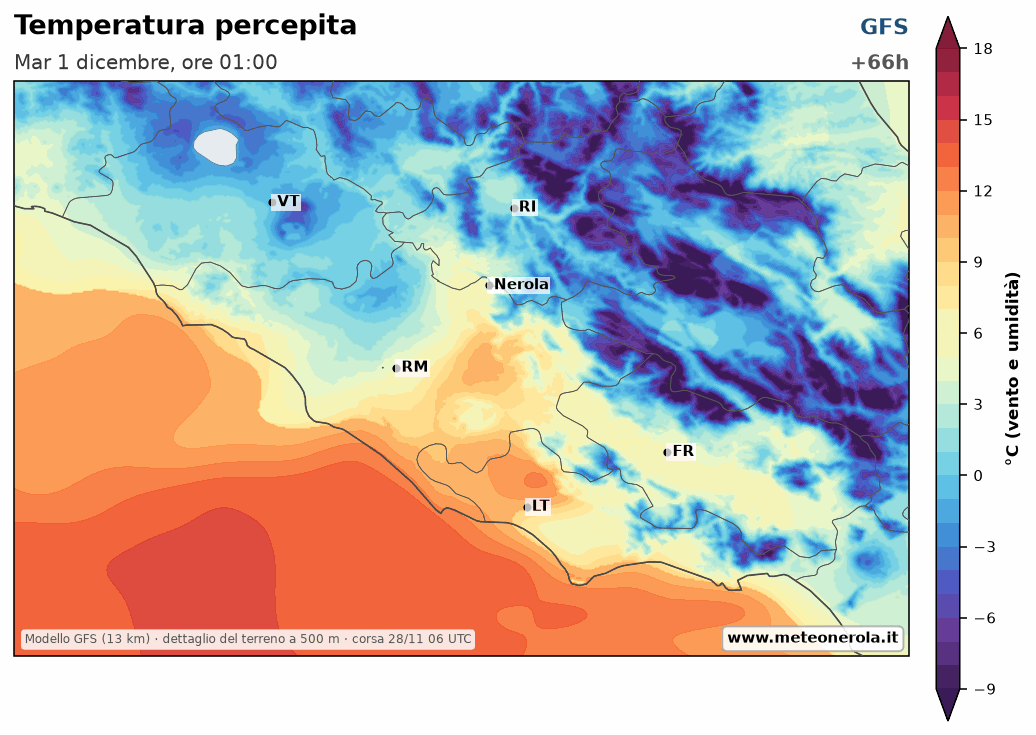 Temperatura percepita
GFS
Mar 1 dicembre, ore 01:00
+66h
VT
RI
Nerola
RM
FR
LT
Modello GFS (13 km) · dettaglio del terreno a 500 m · corsa 28/11 06 UTC
www.meteonerola.it
18
15
12
9
6
3
0
−3
−6
−9
°C (vento e umidità)